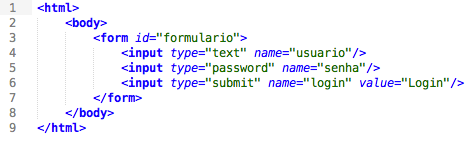 1 <html>
2     <body>
3         <form id="formulario">
4             <input type="text" name="usuario"/>
5             <input type="password" name="senha"/>
6             <input type="submit" name="login" value="Login"/>
7         </form>
8     </body>
9 </html>